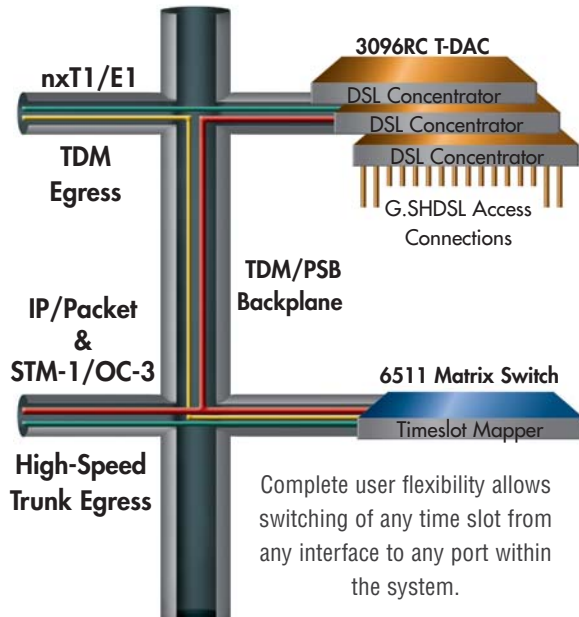 3096RC T-DAC
nxT1/E1
DSL Concentrator
DSL Concentrator
DSL Concentrator
TDM
Egress
G.SHDSL Access
Connections
TDM/PSB
Backplane
IP/Packet
&
STM-1/OC-3
6511 Matrix Switch
Timeslot Mapper
High-Speed
Trunk Egress
Complete user flexibility allows
switching of any time slot from
any interface to any port within
the system.